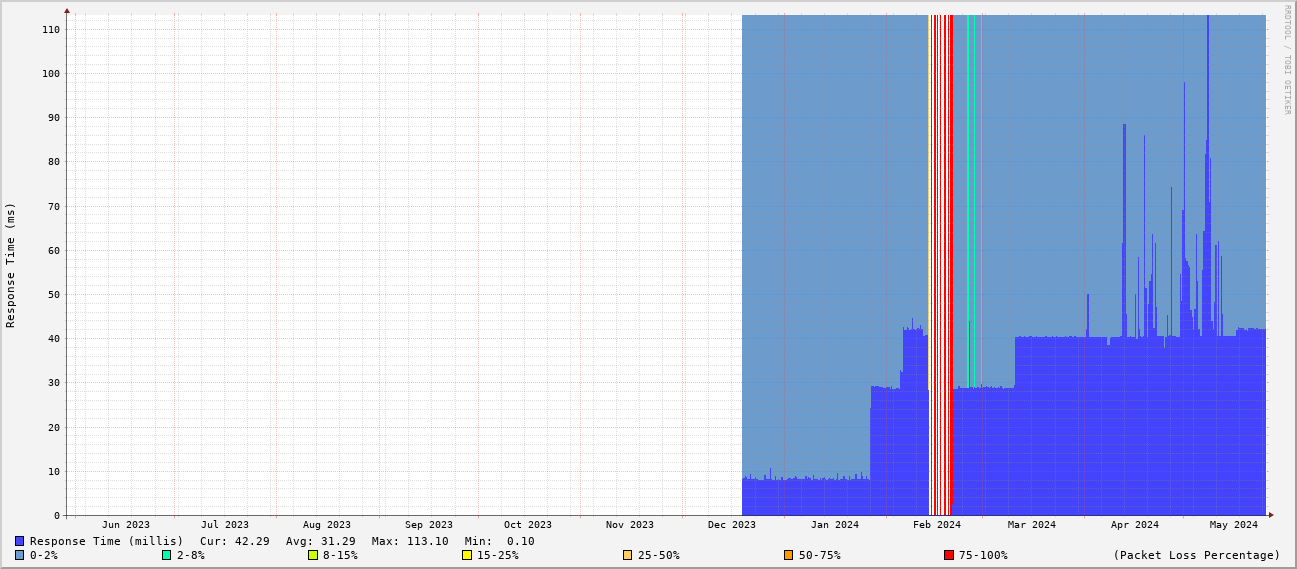 RRDTOOL / TOBI OETIKER
Response Time (ms)
110
100
90
80
70
60
50
40
30
20
10
0
Jun 2023 Jul 2023 Aug 2023 Sep 2023 Oct 2023 Nov 2023 Dec 2023 Jan 2024 Feb 2024 Mar 2024 Apr 2024 May 2024
Response Time (millis) Cur: 42.29 Avg: 31.29 Max: 113.10 Min: 0.10
0-2% 2-8% 8-15% 15-25% 25-50% 50-75% 75-100% (Packet Loss Percentage)